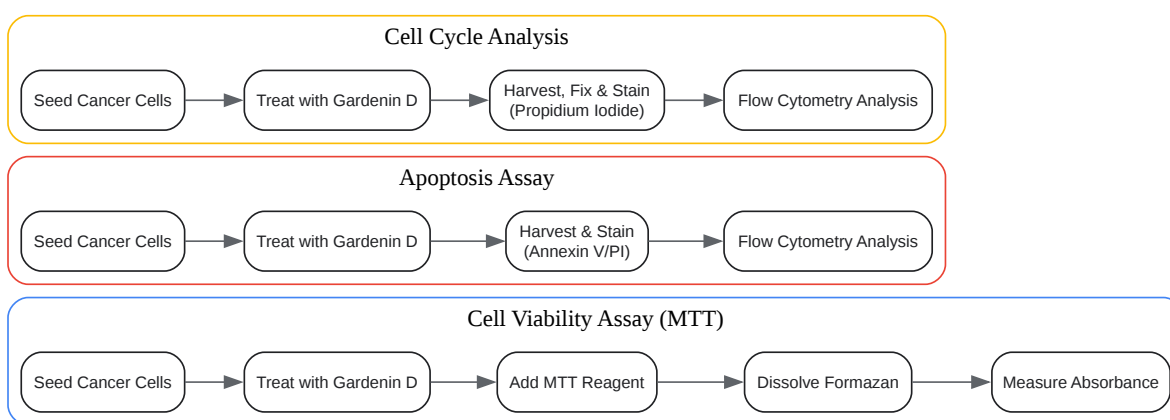 Cell Cycle Analysis
Seed Cancer Cells
Treat with Gardenin D
Harvest, Fix & Stain
(Propidium Iodide)
Flow Cytometry Analysis
Apoptosis Assay
Seed Cancer Cells
Treat with Gardenin D
Harvest & Stain
(Annexin V/PI)
Flow Cytometry Analysis
Cell Viability Assay (MTT)
Seed Cancer Cells
Treat with Gardenin D
Add MTT Reagent
Dissolve Formazan
Measure Absorbance